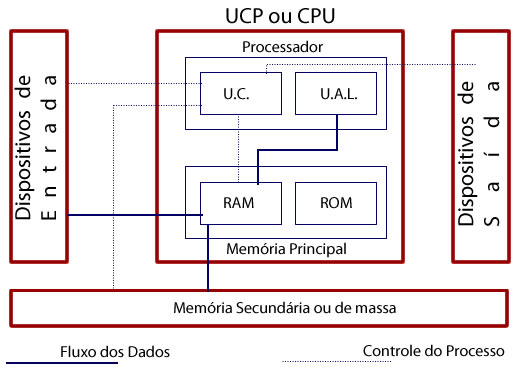 UCP ou CPU
Processador
U.C.
U.A.L.
RAM
ROM
Memória Principal
Dispositivos de
Entrada
Dispositivos de
Saída
Memória Secundária ou de massa
Fluxo dos Dados
Controle do Processo